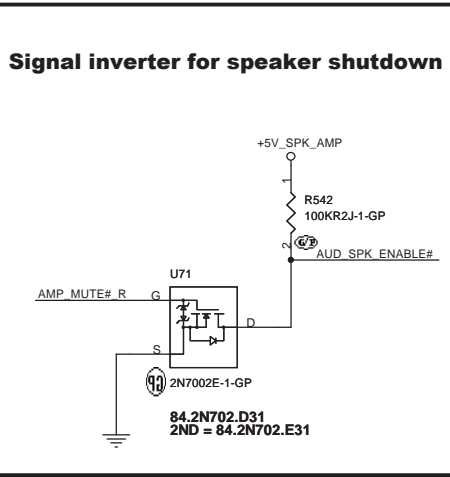 Signal inverter for speaker shutdown
+5V_SPK_AMP
1
R542
100KR2J-1-GP
2
G/P
AUD_SPK_ENABLE#
U71
AMP_MUTE#_R
G
D
S
2N7002E-1-GP
84.2N702.D31
2ND = 84.2N702.E31